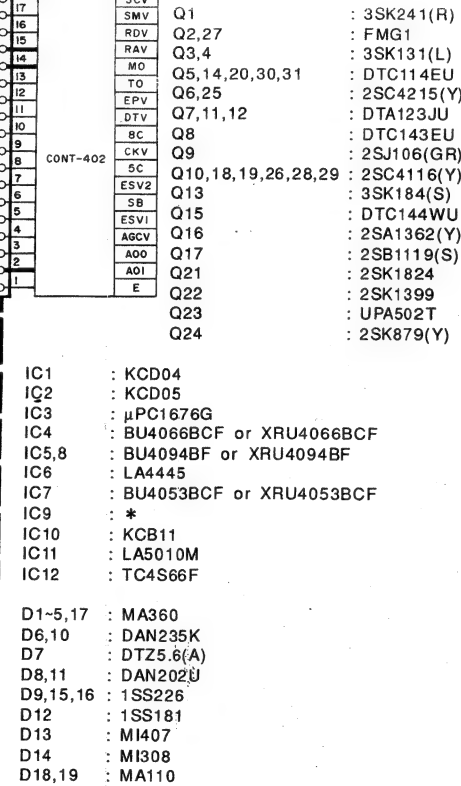 17
16
15
14
13
12
11
10
9
8
7
6
5
4
3
2
1
CONT-402
SMV
RDV
RAV
MO
TO
EPV
DTV
8C
CKV
5C
ESV2
SB
ESV1
AGCV
AO0
AO1
E
Q1 : 3SK241(R)
Q2,27 : FMG1
Q3,4 : 3SK131(L)
Q5,14,20,30,31 : DTC114EU
Q6,25 : 2SC4215(Y)
Q7,11,12 : DTA123JU
Q8 : DTC143EU
Q9 : 2SJ106(GR)
Q10,18,19,26,28,29 : 2SC4116(Y)
Q13 : 3SK184(S)
Q15 : DTC144WU
Q16 : 2SA1362(Y)
Q17 : 2SB1119(S)
Q21 : 2SK1824
Q22 : 2SK1399
Q23 : UPA502T
Q24 : 2SK879(Y)
IC1 : KCD04
IC2 : KCD05
IC3 : μPC1676G
IC4 : BU4066BCF or XRU4066BCF
IC5,8 : BU4094BF or XRU4094BF
IC6 : LA4445
IC7 : BU4053BCF or XRU4053BCF
IC9 : *
IC10 : KCB11
IC11 : LA5010M
IC12 : TC4S66F
D1~5,17 : MA360
D6,10 : DAN235K
D7 : DTZ5.6(A)
D8,11 : DAN202U
D9,15,16 : 1SS226
D12 : 1SS181
D13 : MI407
D14 : MI308
D18,19 : MA110